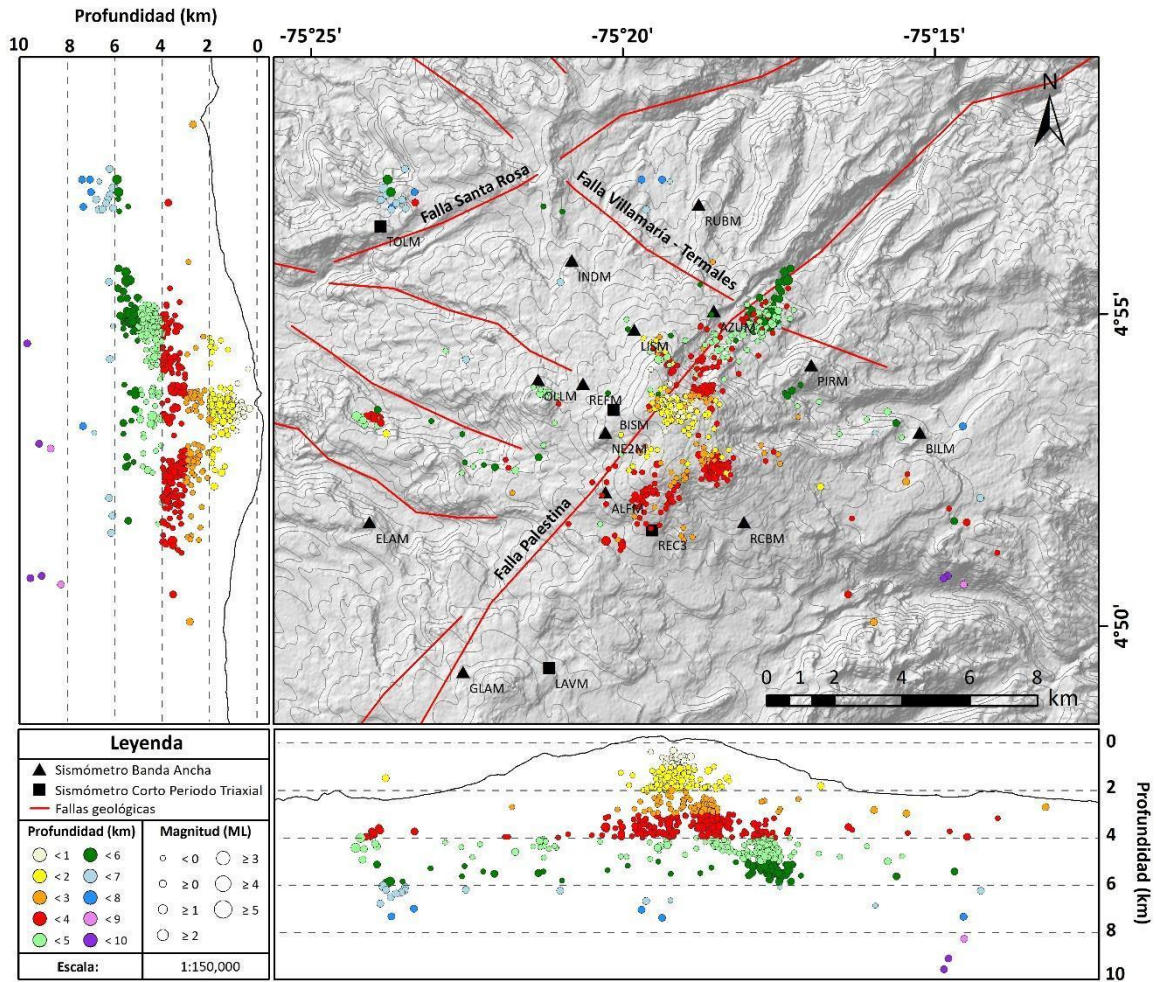 Profundidad (km)
10 8 6 4 2 0
-75°25' -75°20' -75°15'
N
Falla Santa Rosa
Falla Villamaría - Termales
RUBM
TOLM
INDM
4°55'
AZUM
LISM
PIRM
OLLM
REFM
BISM
NE2M
BILM
ALFM
ELAM
REC3
RCBM
Falla Palestina
4°50'
GLAM
LAVM
0 1 2 4 6 8
km
Leyenda
Sismómetro Banda Ancha
Sismómetro Corto Periodo Triaxial
Fallas geológicas
Profundidad (km) Magnitud (ML)
< 1 < 6 < 0 ≥ 3
< 2 < 7 ≥ 0 ≥ 4
< 3 < 8 ≥ 1 ≥ 5
< 4 < 9 ≥ 2
< 5 < 10
Escala: 1:150,000
0
2
4
6
8
10
Profundidad (km)